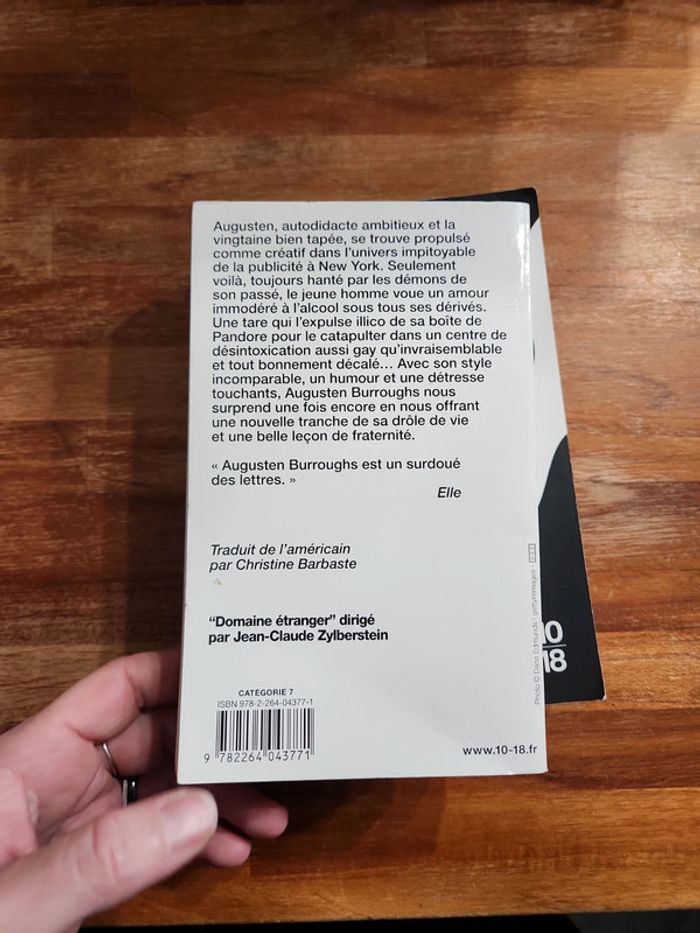 Augusten, autodidacte ambitieux et la
vingtaine bien tapée, se trouve propulsé
comme créatif dans l'univers impitoyable
de la publicité à New York. Seulement
voilà, toujours hanté par les démons de
son passé, le jeune homme voue un amour
immodéré à l'alcool sous tous ses dérivés.
Une tare qui l'expulse illico de sa boîte de
Pandore pour le catapulter dans un centre de
désintoxication aussi gay qu'invraisemblable
et tout bonnement décalé... Avec son style
incomparable, un humour et une détresse
touchants, Augusten Burroughs nous
surprend une fois encore en nous offrant
une nouvelle tranche de sa drôle de vie
et une belle leçon de fraternité.
« Augusten Burroughs est un surdoué
des lettres. »
Elle
Traduit de l'américain
par Christine Barbaste
"Domaine étranger" dirigé
par Jean-Claude Zylberstein
CATÉGORIE 7
ISBN 978-2-264-04377-1
9 782264 043771
www.10-18.fr
Photo © Dana Edmunds / gettyimages
10
18